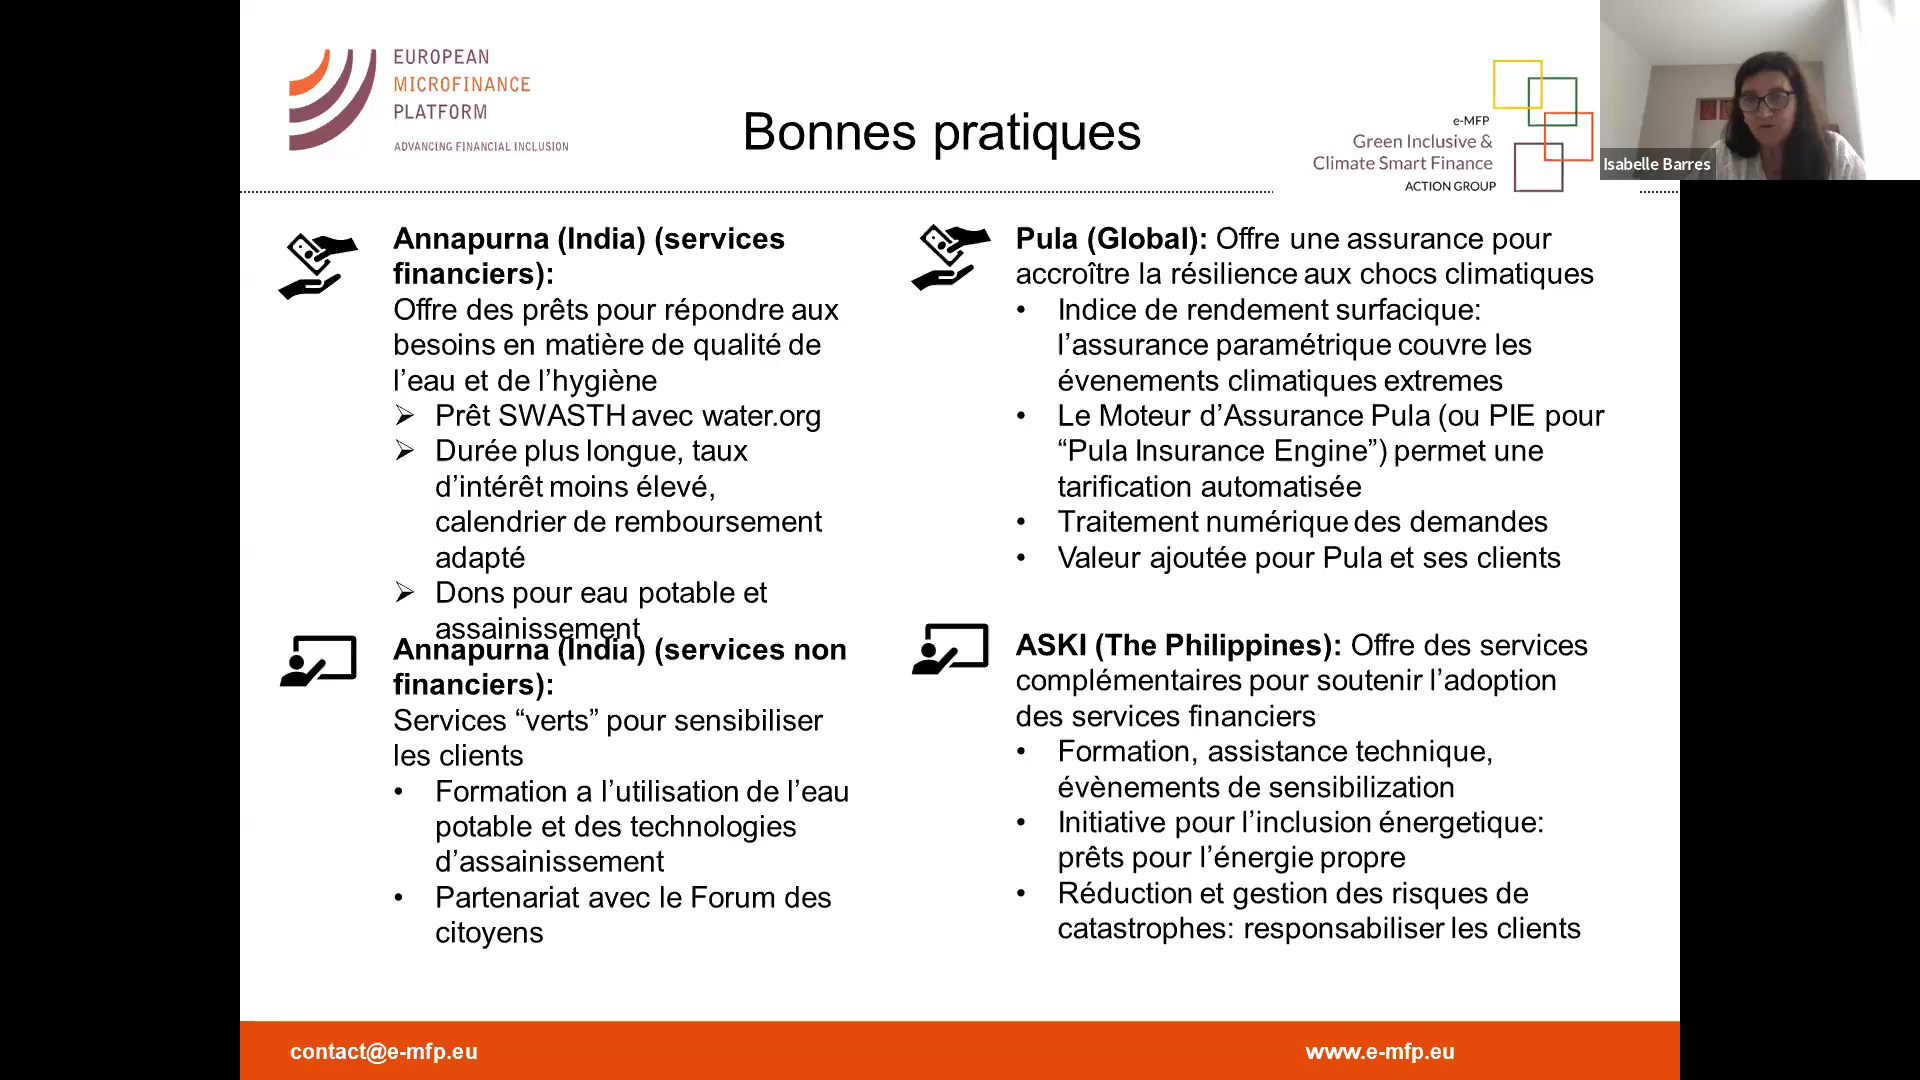 EUROPEAN
MICROFINANCE
PLATFORM
ADVANCING FINANCIAL INCLUSION
Bonnes pratiques
e-MFP
Green Inclusive &
Climate Smart Finance
ACTION GROUP
Isabelle Barres
Annapurna (India) (services
financiers):
Offre des prêts pour répondre aux
besoins en matière de qualité de
l’eau et de l’hygiène
➢ Prêt SWASTH avec water.org
➢ Durée plus longue, taux
d’intérêt moins élevé,
calendrier de remboursement
adapté
➢ Dons pour eau potable et
assainissement
Annapurna (India) (services non
financiers):
Services “verts” pour sensibiliser
les clients
• Formation a l’utilisation de l’eau
potable et des technologies
d’assainissement
• Partenariat avec le Forum des
citoyens
Pula (Global): Offre une assurance pour
accroître la résilience aux chocs climatiques
• Indice de rendement surfacique:
l’assurance paramétrique couvre les
évenements climatiques extremes
• Le Moteur d’Assurance Pula (ou PIE pour
“Pula Insurance Engine”) permet une
tarification automatisée
• Traitement numérique des demandes
• Valeur ajoutée pour Pula et ses clients
ASKI (The Philippines): Offre des services
complémentaires pour soutenir l’adoption
des services financiers
• Formation, assistance technique,
évènements de sensibilization
• Initiative pour l’inclusion énergetique:
prêts pour l’énergie propre
• Réduction et gestion des risques de
catastrophes: responsabiliser les clients
contact@e-mfp.eu
www.e-mfp.eu